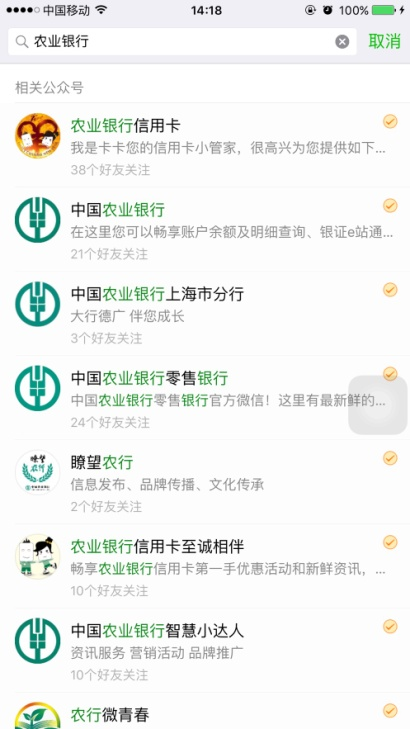 中国移动 14:18 100%
农业银行 取消
相关公众号
农业银行信用卡
我是卡卡您的信用卡小管家，很高兴为您提供如下...
38个好友关注
中国农业银行
在这里您可以畅享账户余额及明细查询、银证e站通...
21个好友关注
中国农业银行上海市分行
大行德广 伴您成长
3个好友关注
中国农业银行零售银行
中国农业银行零售银行官方微信！这里有最新鲜的...
24个好友关注
瞭望农行
信息发布、品牌传播、文化传承
2个好友关注
农业银行信用卡至诚相伴
畅享农业银行信用卡第一手优惠活动和新鲜资讯，...
10个好友关注
中国农业银行智慧小达人
资讯服务 营销活动 品牌推广
10个好友关注
农行微青春